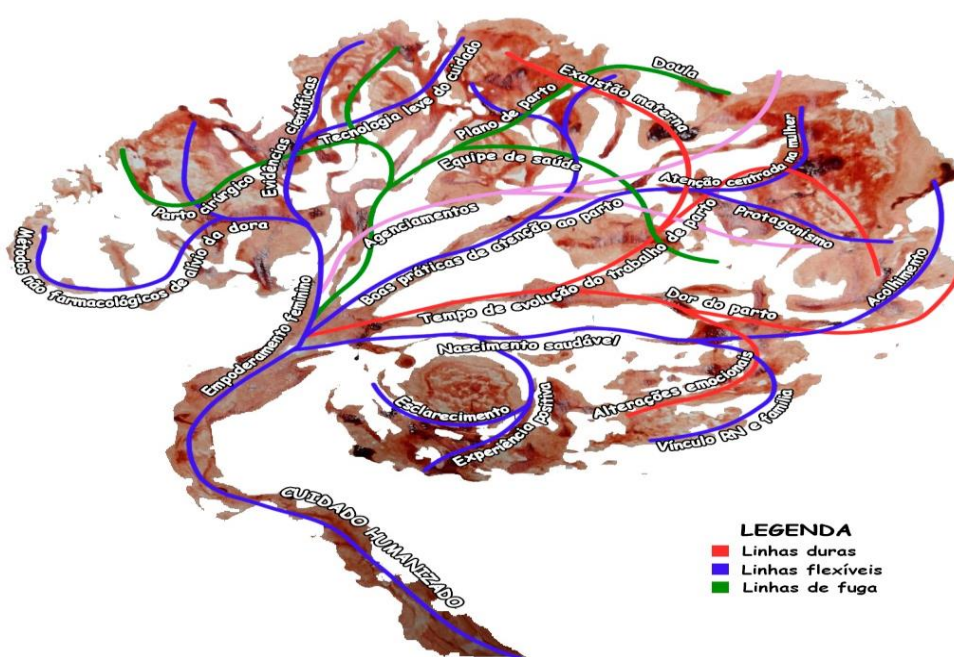 Doula
Exaustão materna
Evidências científicas
Tecnologia leve do cuidado
Plano de parto
Equipe de saúde
Atenção centrado na mulher
Parto cirúrgico
Agenciamentos
Protagonismo
Métodos não farmacológicos de alívio da dora
Boas práticas de atenção ao parto
Tempo de evolução do trabalho de parto
Dor do parto
Acolhimento
Empoderamento feminino
Nascimento saudável
Esclarecimento
Experiência positiva
Alterações emocionais
Vínculo RN e família
CUIDADO HUMANIZADO
LEGENDA
Linhas duras
Linhas flexíveis
Linhas de fuga